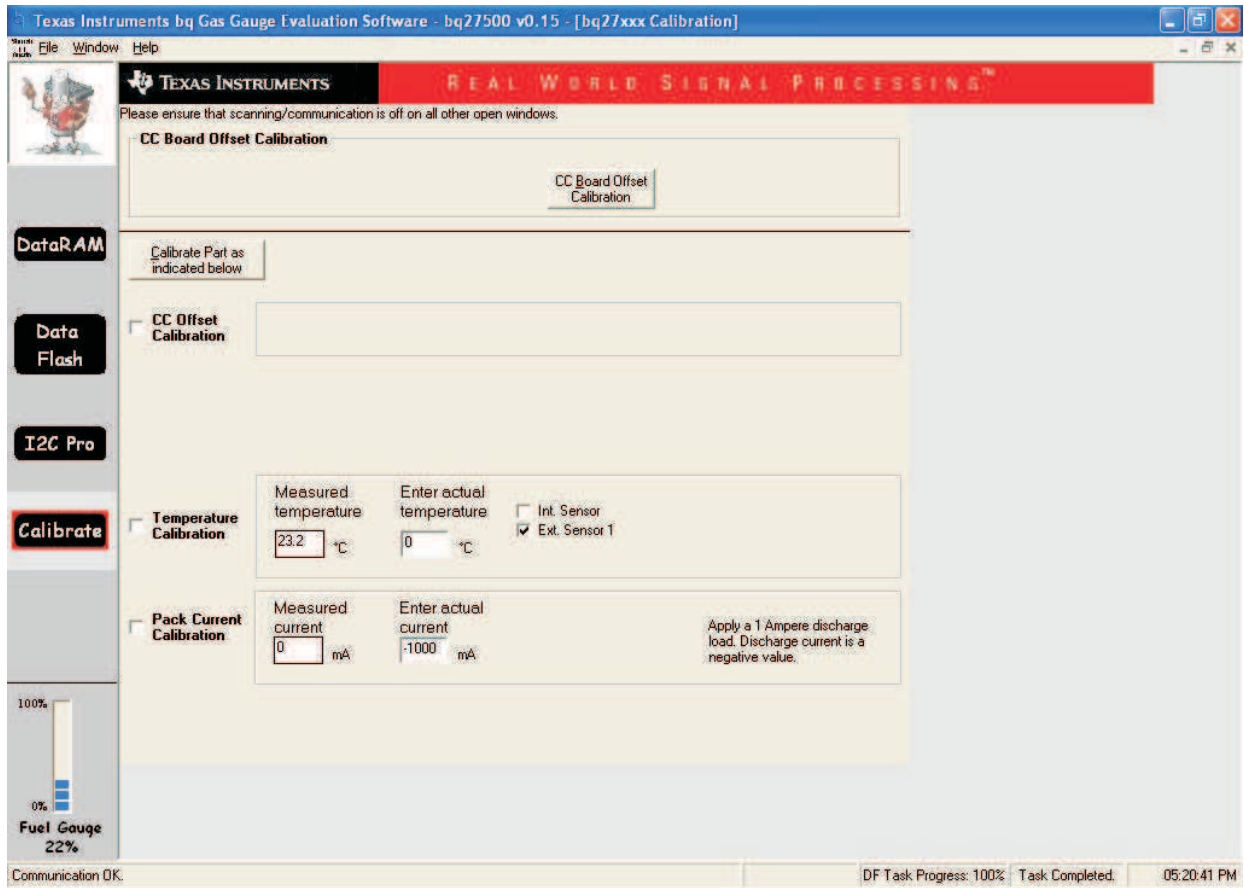 Texas Instruments bq Gas Gauge Evaluation Software - bq27500 v0.15 - [bq27xxx Calibration]
File Window Help
TEXAS INSTRUMENTS
REAL WORLD SIGNAL PROCESSING™
Please ensure that scanning/communication is off on all other open windows.
CC Board Offset Calibration
CC Board Offset
Calibration
DataRAM
Calibrate Part as
indicated below
Data
Flash
CC Offset
Calibration
I2C Pro
Calibrate
Temperature
Calibration
Measured
temperature
23.2 °C
Enter actual
temperature
0 °C
Int. Sensor
Ext. Sensor 1
Pack Current
Calibration
Measured
current
0 mA
Enter actual
current
-1000 mA
Apply a 1 Ampere discharge
load. Discharge current is a
negative value.
100%
0%
Fuel Gauge
22%
Communication OK.
DF Task Progress: 100%
Task Completed.
05:20:41 PM